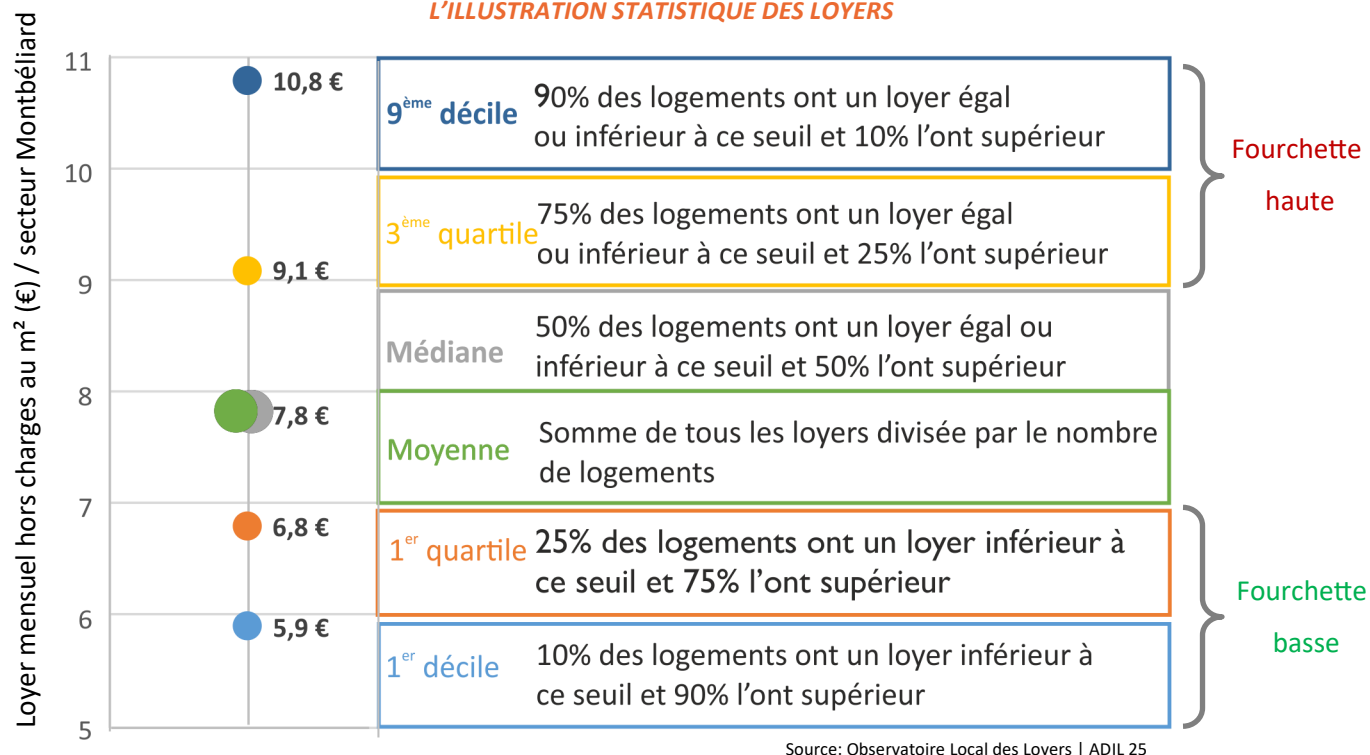 L'ILLUSTRATION STATISTIQUE DES LOYERS
Loyer mensuel hors charges au m² (€) / secteur Montbéliard
11
10
9
8
7
6
5
10,8 €
9,1 €
7,8 €
6,8 €
5,9 €
9ème décile
90% des logements ont un loyer égal
ou inférieur à ce seuil et 10% l'ont supérieur
3ème quartile
75% des logements ont un loyer égal
ou inférieur à ce seuil et 25% l'ont supérieur
Médiane
50% des logements ont un loyer égal ou
inférieur à ce seuil et 50% l'ont supérieur
Moyenne
Somme de tous les loyers divisée par le nombre
de logements
1er quartile
25% des logements ont un loyer inférieur à
ce seuil et 75% l'ont supérieur
1er décile
10% des logements ont un loyer inférieur à
ce seuil et 90% l'ont supérieur
Fourchette
haute
Fourchette
basse
Source: Observatoire Local des Loyers | ADIL 25